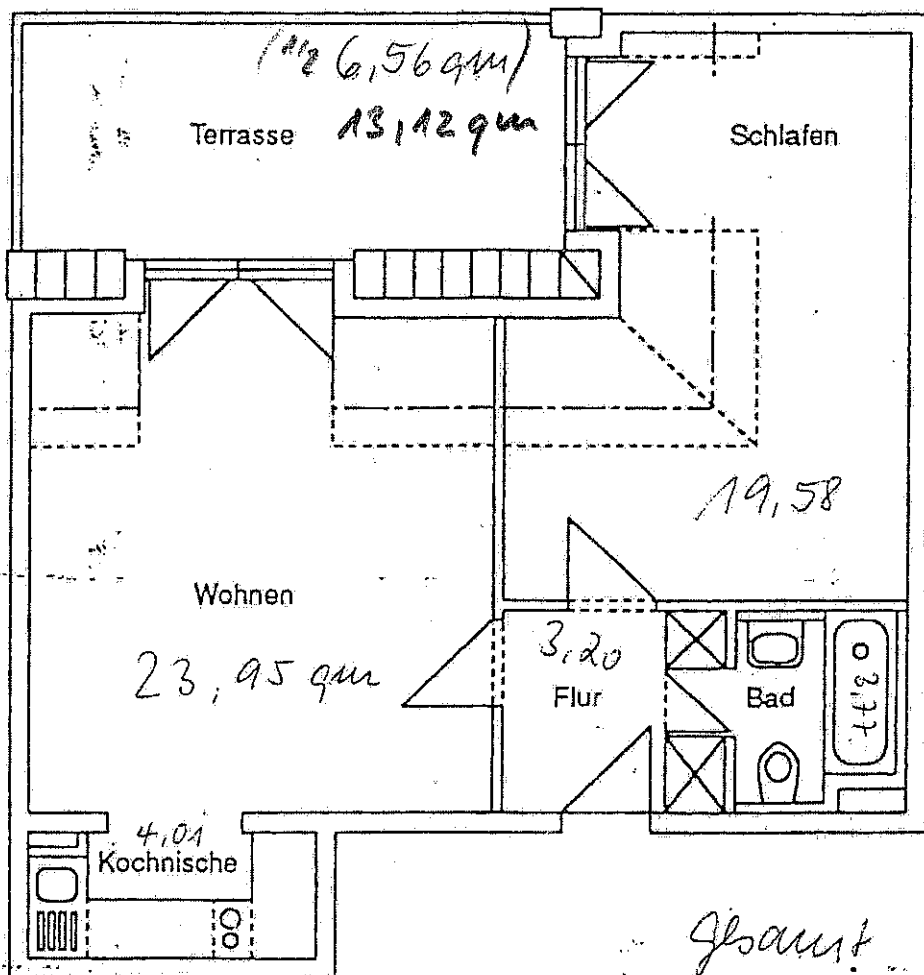 (1/2 6,56 qm)
Terrasse 13,12 qm
Schlafen
19,58
Wohnen
23,95 qm
3,20
Flur
Bad
3,77
4,01
Kochnische
gesamt